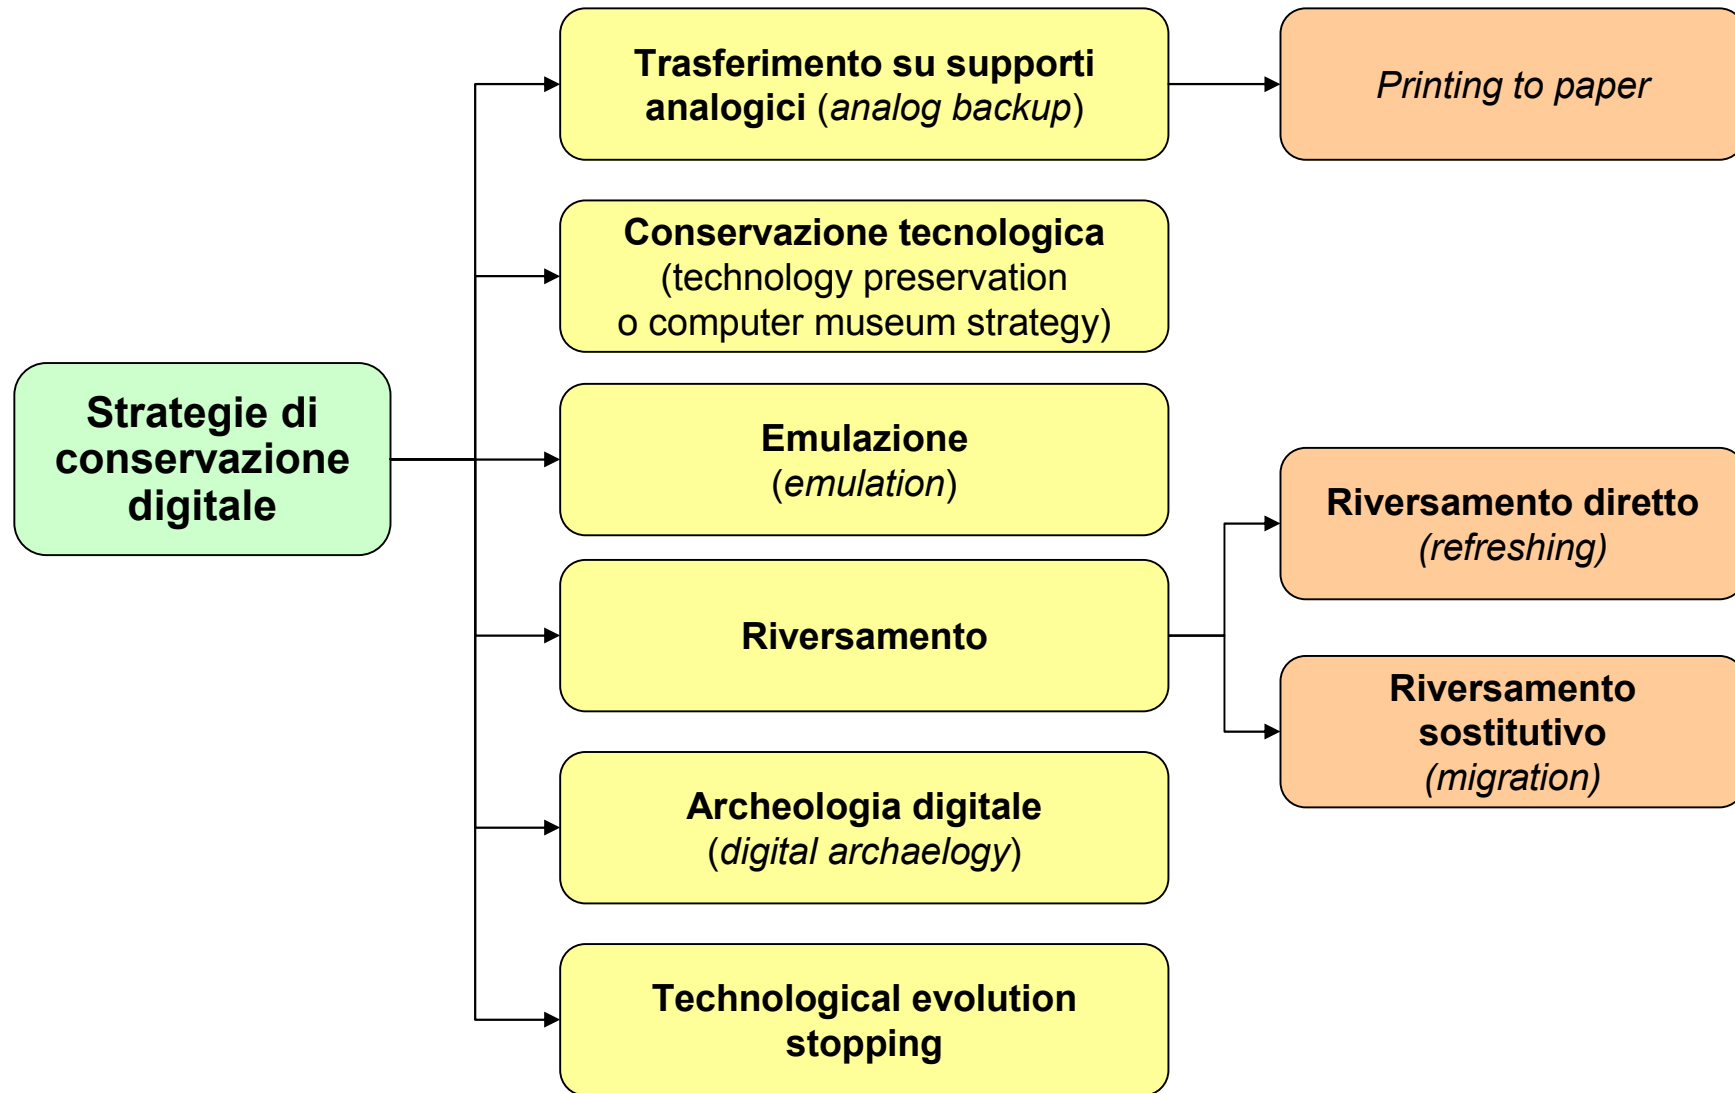 Trasferimento su supporti
analogici (analog backup)
Printing to paper
Conservazione tecnologica
(technology preservation
o computer museum strategy)
Strategie di
conservazione
digitale
Emulazione
(emulation)
Riversamento diretto
(refreshing)
Riversamento
Riversamento
sostitutivo
(migration)
Archeologia digitale
(digital archaelogy)
Technological evolution
stopping